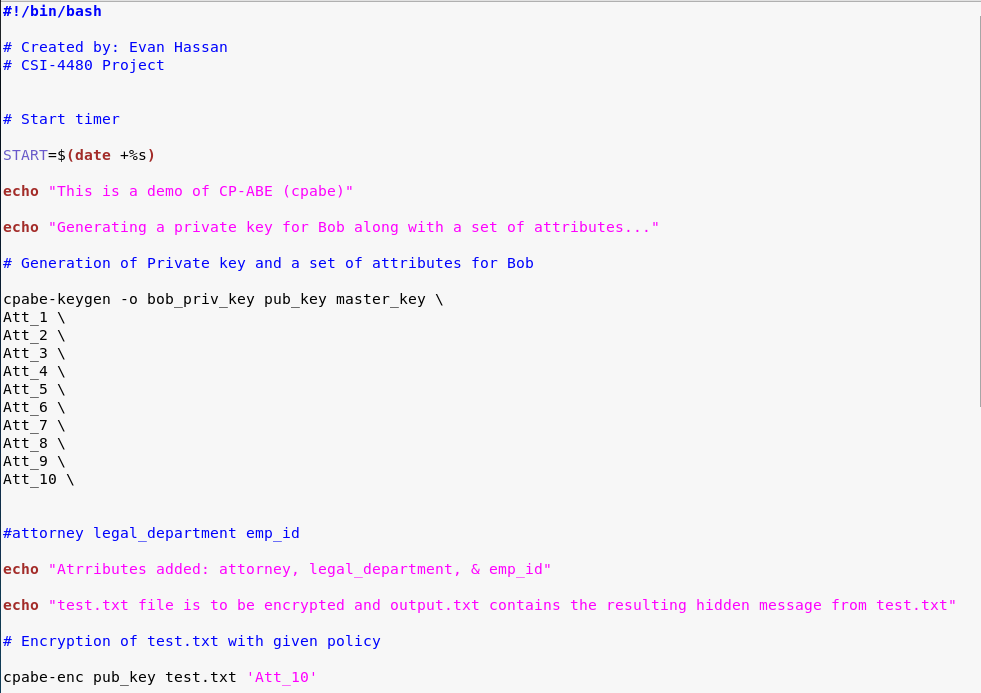 #!/bin/bash
# Created by: Evan Hassan
# CSI-4480 Project
# Start timer
START=$(date +%s)
echo "This is a demo of CP-ABE (cpabe)"
echo "Generating a private key for Bob along with a set of attributes..."
# Generation of Private key and a set of attributes for Bob
cpabe-keygen -o bob_priv_key pub_key master_key \
Att_1 \
Att_2 \
Att_3 \
Att_4 \
Att_5 \
Att_6 \
Att_7 \
Att_8 \
Att_9 \
Att_10 \
#attorney legal_department emp_id
echo "Atrributes added: attorney, legal_department, & emp_id"
echo "test.txt file is to be encrypted and output.txt contains the resulting hidden message from test.txt"
# Encryption of test.txt with given policy
cpabe-enc pub_key test.txt 'Att_10'